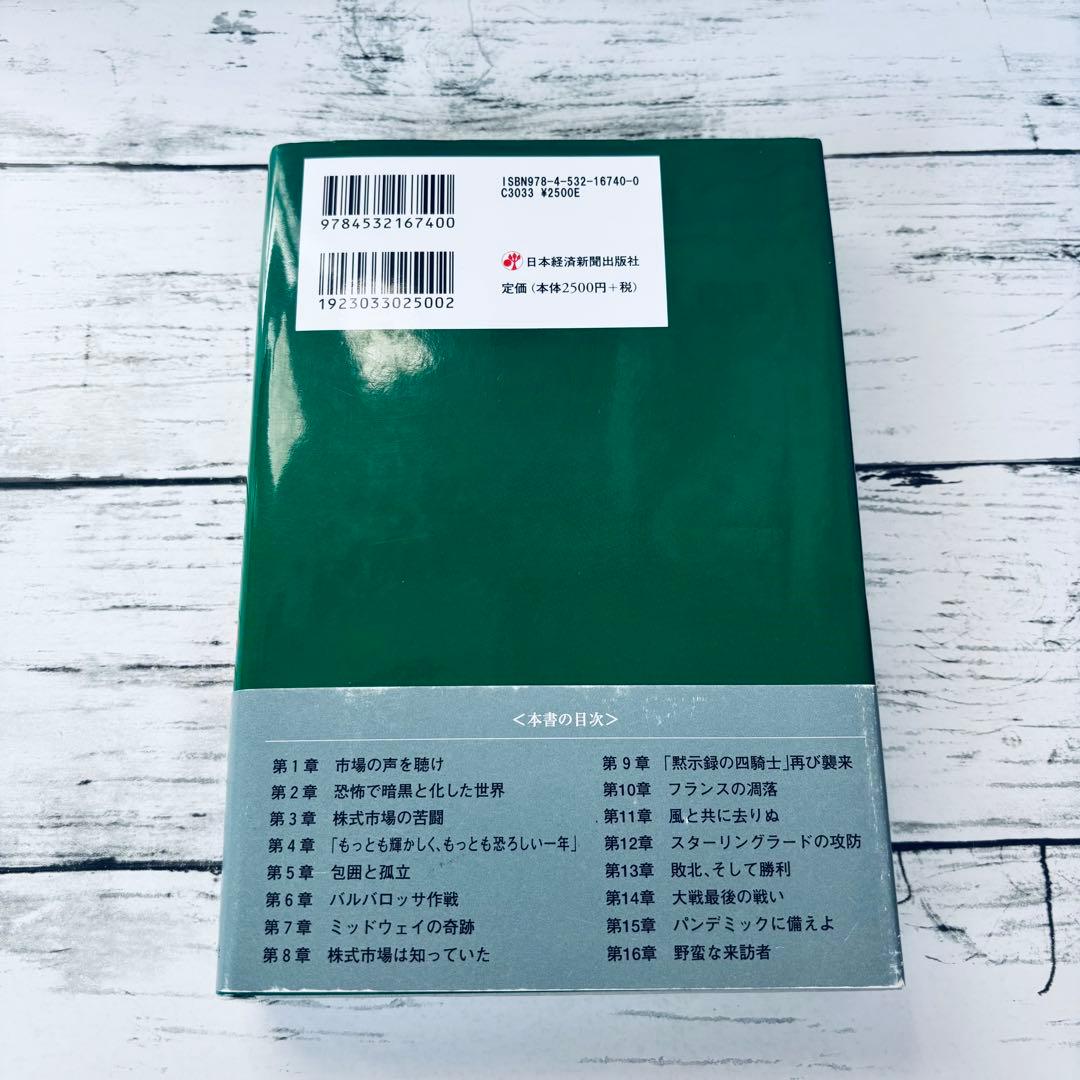 9784532167400
1923033025002
ISBN978-4-532-16740-0
C3033 ¥2500E
日本経済新聞出版社
定価(本体2500円+税)
<本書の目次>
第1章 市場の声を聴け
第2章 恐怖で暗黒と化した世界
第3章 株式市場の苦闘
第4章 「もっとも輝かしく、もっとも恐ろしい一年」
第5章 包囲と孤立
第6章 バルバロッサ作戦
第7章 ミッドウェイの奇跡
第8章 株式市場は知っていた
第9章 「黙示録の四騎士」再び襲来
第10章 フランスの凋落
第11章 風と共に去りぬ
第12章 スターリングラードの攻防
第13章 敗北、そして勝利
第14章 大戦最後の戦い
第15章 パンデミックに備えよ
第16章 野蛮な来訪者